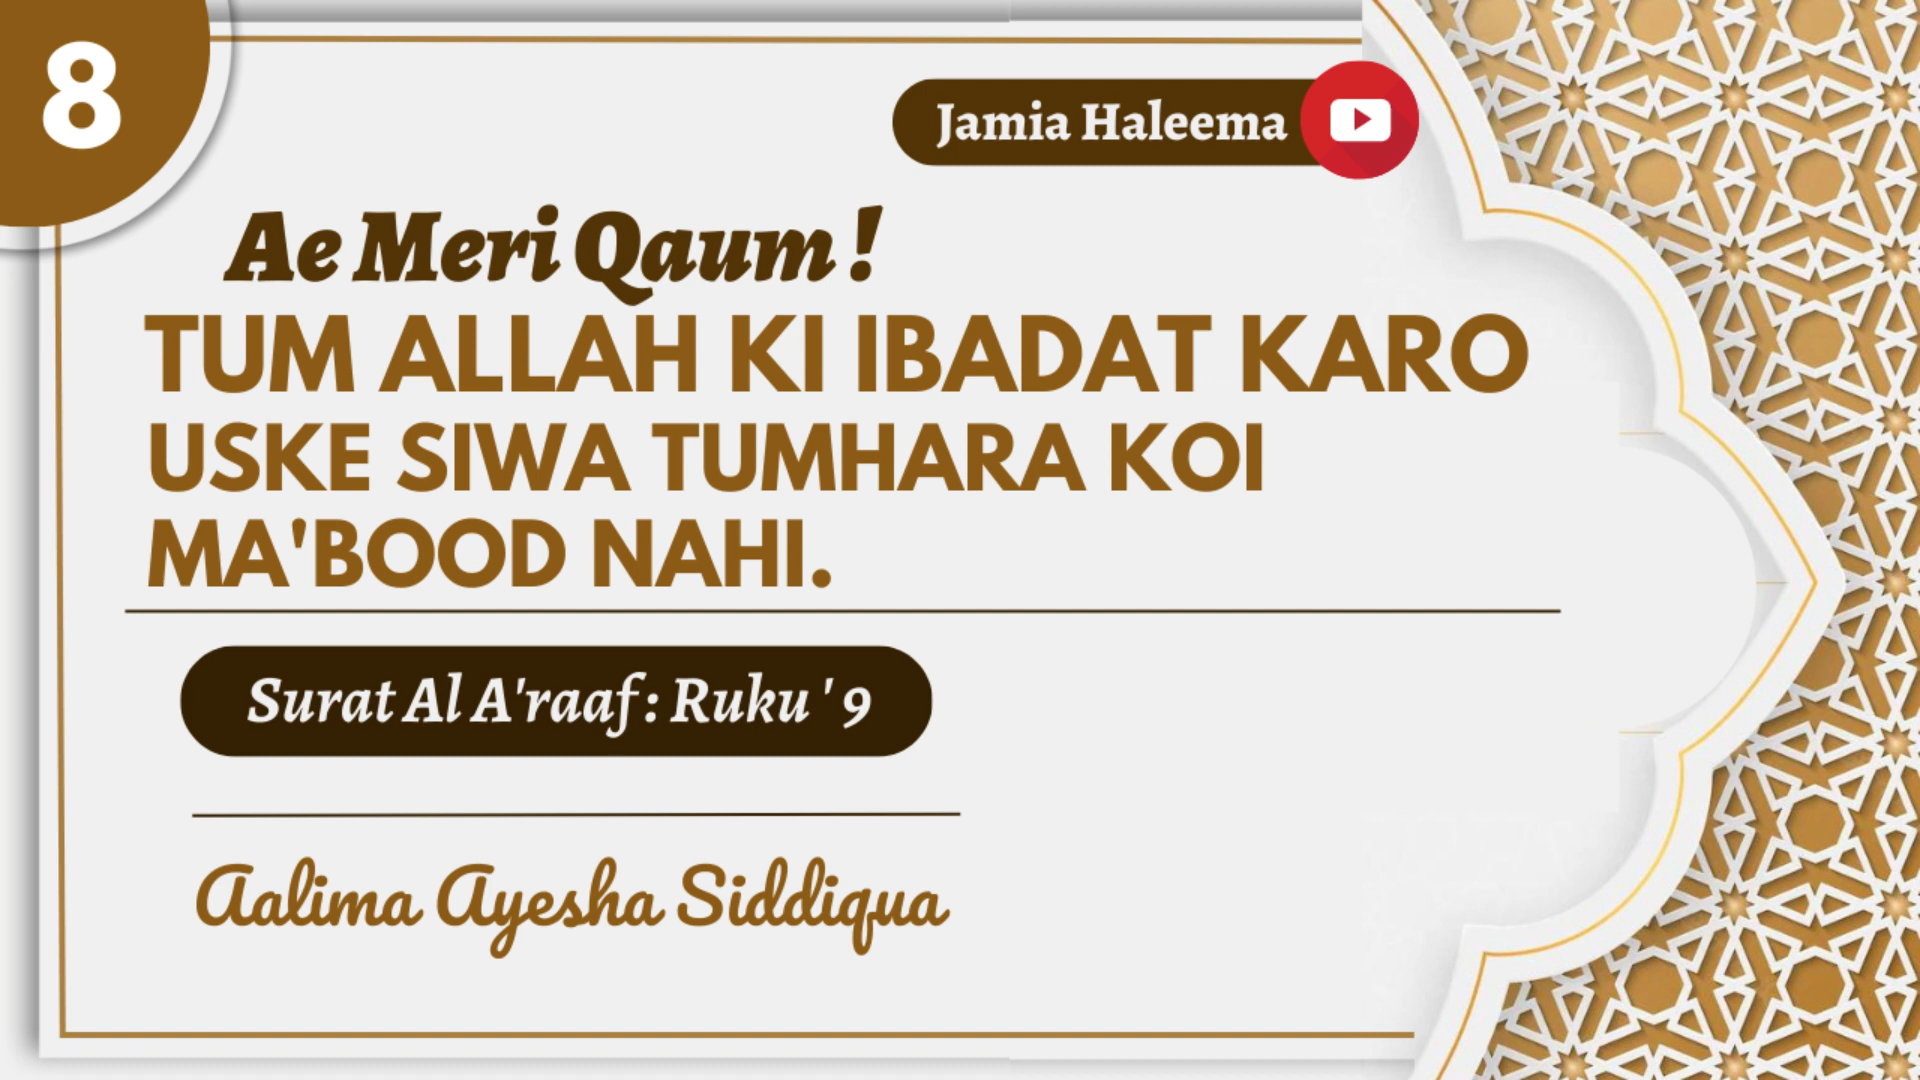 8
Jamia Haleema
Ae Meri Qaum !
TUM ALLAH KI IBADAT KARO
USKE SIWA TUMHARA KOI
MA'BOOD NAHI.
Surat Al A'raaf : Ruku ' 9
Aalima Ayesha Siddiqua